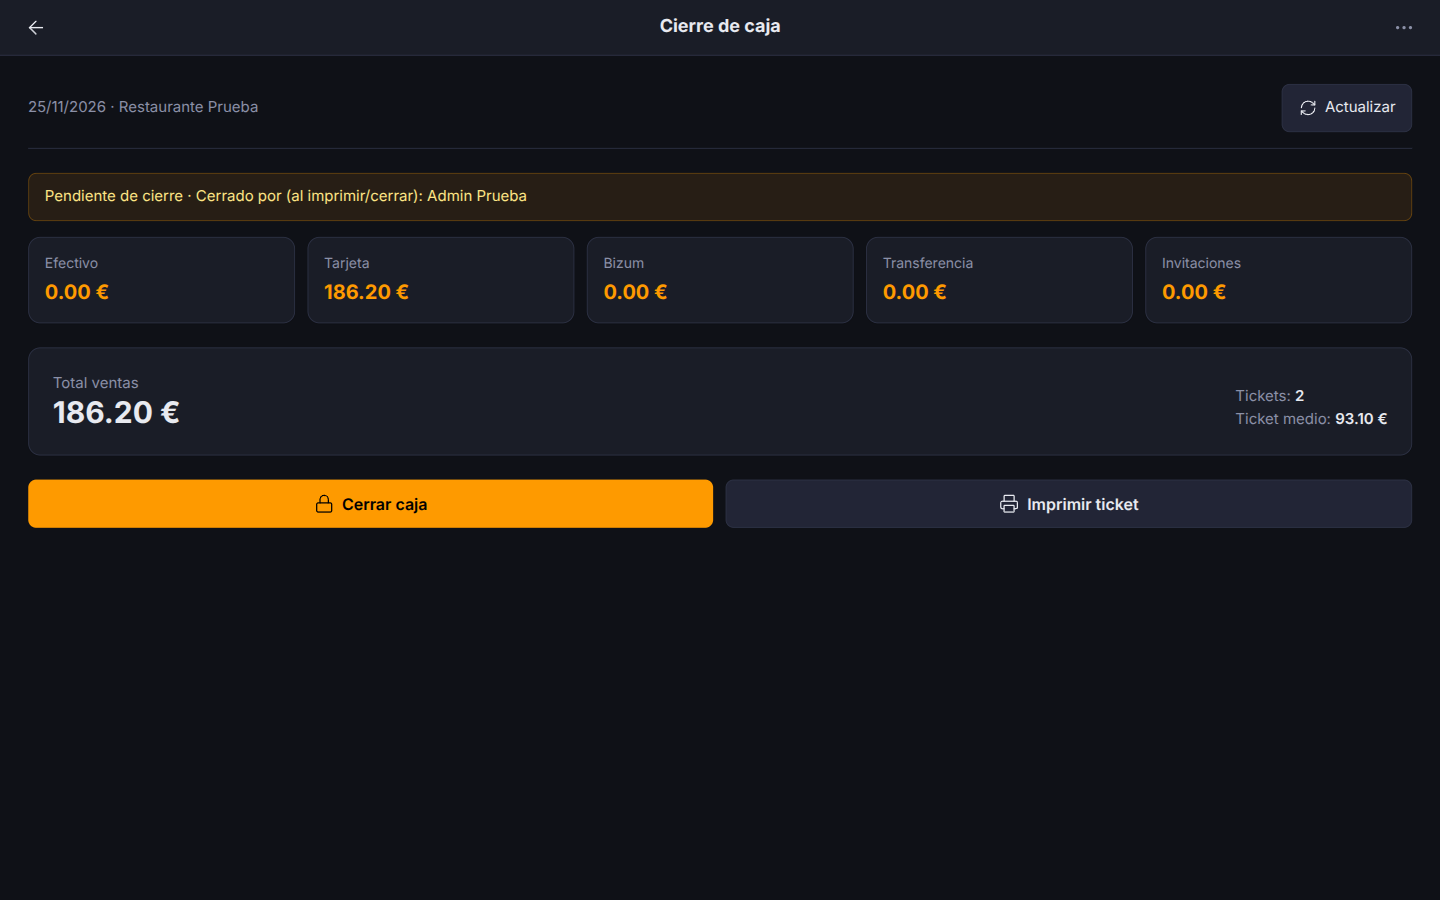 Cierre de caja
25/11/2026 · Restaurante Prueba
Actualizar
Pendiente de cierre · Cerrado por (al imprimir/cerrar): Admin Prueba
Efectivo
0.00 €
Tarjeta
186.20 €
Bizum
0.00 €
Transferencia
0.00 €
Invitaciones
0.00 €
Total ventas
186.20 €
Tickets: 2
Ticket medio: 93.10 €
Cerrar caja
Imprimir ticket